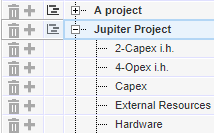 A project
Jupiter Project
2-Capex i.h.
4-Opex i.h.
Capex
External Resources
Hardware